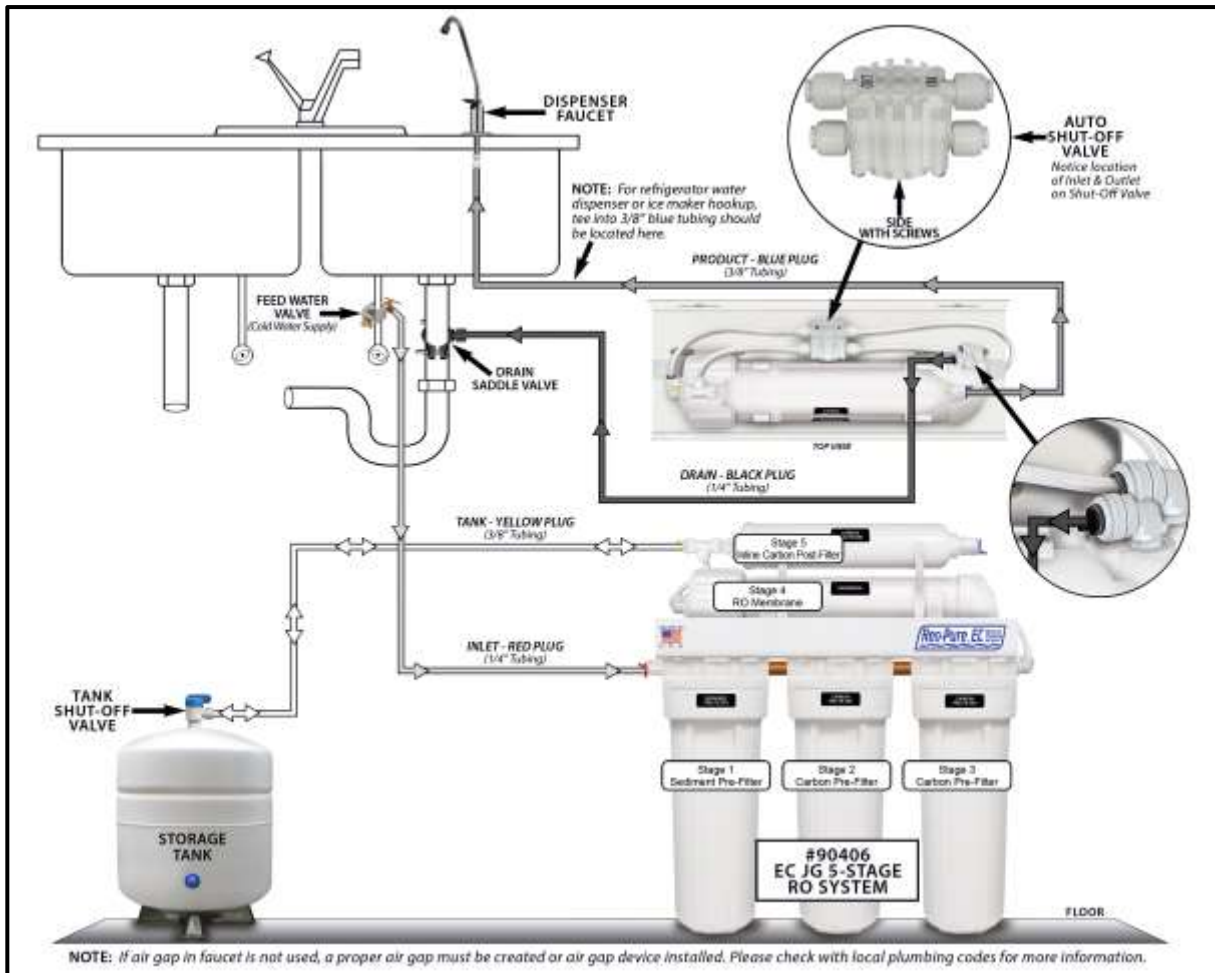 DISPENSER
FAUCET
AUTO
SHUT-OFF
VALVE
Notice location
of Inlet & Outlet
on Shut-Off Valve
SIDE
WITH SCREWS
NOTE: For refrigerator water
dispenser or ice maker hookup,
tee into 3/8" blue tubing should
be located here.
PRODUCT - BLUE PLUG
(3/8" Tubing)
FEED WATER
VALVE
(Cold Water Supply)
DRAIN
SADDLE VALVE
TOP VIEW
DRAIN - BLACK PLUG
(1/4" Tubing)
TANK - YELLOW PLUG
(3/8" Tubing)
Stage 5
Inline Carbon Post-Filter
Stage 4
RO Membrane
INLET - RED PLUG
(1/4" Tubing)
Reo-Pure EC
TANK
SHUT-OFF
VALVE
Stage 1
Sediment Pre-Filter
Stage 2
Carbon Pre-Filter
Stage 3
Carbon Pre-Filter
STORAGE
TANK
#90406
EC JG 5-STAGE
RO SYSTEM
FLOOR
NOTE: If air gap in faucet is not used, a proper air gap must be created or air gap device installed. Please check with local plumbing codes for more information.